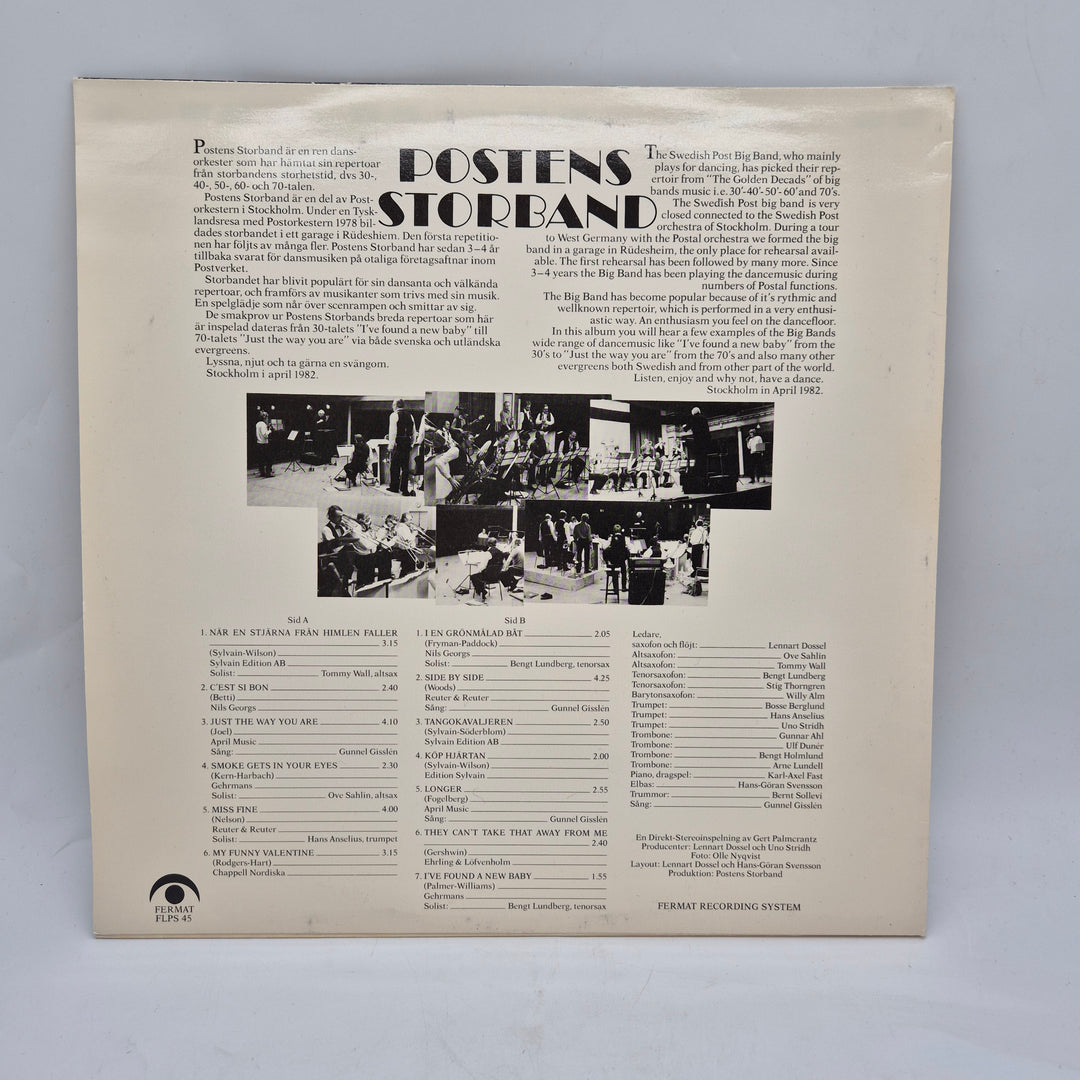 POSTENS
STORBAND
Postens Storband är en ren dans-
orkester som har hämtat sin repertoar
från storbandens storhetstid, dvs 30-,
40-, 50-, 60- och 70-talen.
Postens Storband är en del av Post-
orkestern i Stockholm. Under en Tysk-
landsresa med Postorkestern 1978 bil-
dades storbandet i ett garage i Rüdeshiem. Den första repetitio-
nen har följts av många fler. Postens Storband har sedan 3–4 år
tillbaka svarat för dansmusiken på otaliga företagsaftnar inom
Postverket.
Storbandet har blivit populärt för sin dansanta och välkända
repertoar, och framförs av musikanter som trivs med sin musik.
En spelglädje som når över scenrampen och smittar av sig.
De smakprov ur Postens Storbands breda repertoar som här
är inspelad dateras från 30-talets "I've found a new baby" till
70-talets "Just the way you are" via både svenska och utländska
evergreens.
Lyssna, njut och ta gärna en svängom.
Stockholm i april 1982.
The Swedish Post Big Band, who mainly
plays for dancing, has picked their rep-
ertoir from "The Golden Decads" of big
bands music i.e. 30'-40'-50'- 60'and 70's.
The Swedish Post big band is very
closed connected to the Swedish Post
orchestra of Stockholm. During a tour
to West Germany with the Postal orchestra we formed the big
band in a garage in Rüdesheim, the only place for rehearsal avail-
able. The first rehearsal has been followed by many more. Since
3–4 years the Big Band has been playing the dancemusic during
numbers of Postal functions.
The Big Band has become popular because of it's rythmic and
wellknown repertoir, which is performed in a very enthusi-
astic way. An enthusiasm you feel on the dancefloor.
In this album you will hear a few examples of the Big Bands
wide range of dancemusic like "I've found a new baby" from the
30's to "Just the way you are" from the 70's and also many other
evergreens both Swedish and from other part of the world.
Listen, enjoy and why not, have a dance.
Stockholm in April 1982.
Sid A
1. NÄR EN STJÄRNA FRÅN HIMLEN FALLER
3.15
(Sylvain-Wilson)
Sylvain Edition AB
Solist: Tommy Wall, altsax
2. C'EST SI BON 2.40
(Betti)
Nils Georgs
3. JUST THE WAY YOU ARE 4.10
(Joel)
April Music
Sång: Gunnel Gisslén
4. SMOKE GETS IN YOUR EYES 2.30
(Kern-Harbach)
Gehrmans
Solist: Ove Sahlin, altsax
5. MISS FINE 4.00
(Nelson)
Reuter & Reuter
Solist: Hans Anselius, trumpet
6. MY FUNNY VALENTINE 3.15
(Rodgers-Hart)
Chappell Nordiska
Sid B
1. I EN GRÖNMÅLAD BÅT 2.05
(Fryman-Paddock)
Nils Georgs
Solist: Bengt Lundberg, tenorsax
2. SIDE BY SIDE 4.25
(Woods)
Reuter & Reuter
Sång: Gunnel Gisslén
3. TANGOKAVALJEREN 2.50
(Sylvain-Söderblom)
Sylvain Edition AB
4. KÖP HJÄRTAN 2.00
(Sylvain-Wilson)
Edition Sylvain
5. LONGER 2.55
(Fogelberg)
April Music
Sång: Gunnel Gisslén
6. THEY CAN'T TAKE THAT AWAY FROM ME
2.40
(Gershwin)
Ehrling & Löfvenholm
7. I'VE FOUND A NEW BABY 1.55
(Palmer-Williams)
Gehrmans
Solist: Bengt Lundberg, tenorsax
Ledare,
saxofon och flöjt: Lennart Dossel
Altsaxofon: Ove Sahlin
Altsaxofon: Tommy Wall
Tenorsaxofon: Bengt Lundberg
Tenorsaxofon: Stig Thorngren
Barytonsaxofon: Willy Alm
Trumpet: Bosse Berglund
Trumpet: Hans Anselius
Trumpet: Uno Stridh
Trombone: Gunnar Ahl
Trombone: Ulf Dunér
Trombone: Bengt Holmlund
Trombone: Arne Lundell
Piano, dragspel: Karl-Axel Fast
Elbas: Hans-Göran Svensson
Trummor: Bernt Sollevi
Sång: Gunnel Gisslén
En Direkt-Stereoinspelning av Gert Palmcrantz
Producenter: Lennart Dossel och Uno Stridh
Foto: Olle Nyqvist
Layout: Lennart Dossel och Hans-Göran Svensson
Produktion: Postens Storband
FERMAT RECORDING SYSTEM
FERMAT
FLPS 45